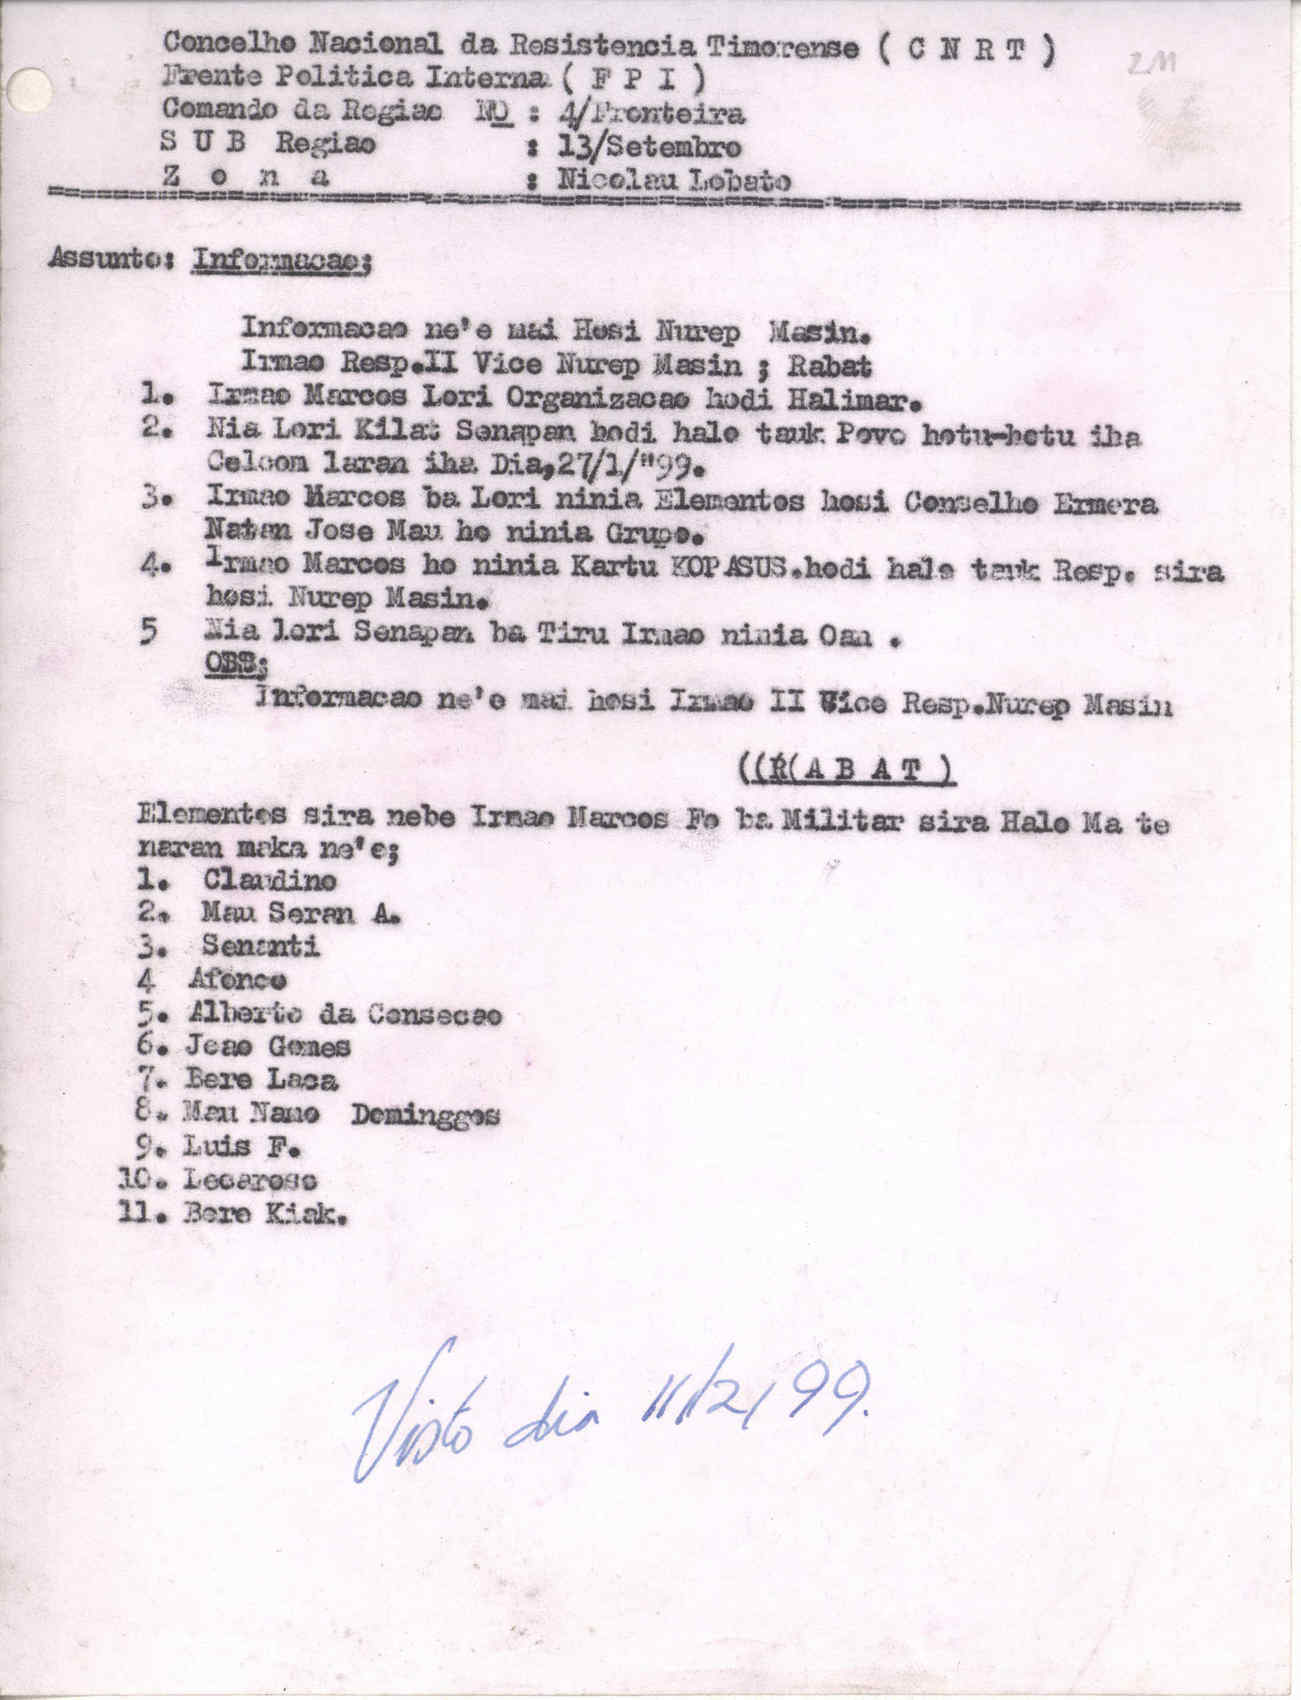 Concelho Nacional da Resistencia Timorense ( C N R T )
Frente Politica Interna ( F P I )
Comando da Regiao NO : 4/Fronteira
S U B Regiao : 13/Setembro
Z o n a : Nicolau Lobato
Assunto: Informacao;
Informacao ne'e mai Hosi Nurep Masin.
Irmao Resp.II Vice Nurep Masin ; Rabat
1. Irmao Marcos Lori Organizacao hodi Halimar.
2. Nia Lori Kilat Senapan hodi halo tauk Povo hotu-hotu iha
Celcon laran iha Dia,27/1/"99.
3. Irmao Marcos ba Lori ninia Elementos hosi Conselho Ermera
Natan Jose Mau ho ninia Grupo.
4. Irmao Marcos ho ninia Kartu KOPASUS.hodi halo tauk Resp. sira
hosi Nurep Masin.
5 Nia lori Senapan ba Tiru Irmao ninia Oan .
OBS;
Informacao ne'e mai hosi Irmao II Vice Resp.Nurep Masin
((R(A B A T )
Elementos sira nebe Irmao Marcos Fo ba Militar sira Halo Ma te
naran maka ne'e;
1. Claudino
2. Mau Seran A.
3. Senanti
4 Afonco
5. Alberto da Consecao
6. Joao Gomes
7. Bere Laca
8. Mau Nano Dominggos
9. Luis F.
10. Lecaroso
11. Bere Kiak.
Visto dia 11/2/99.